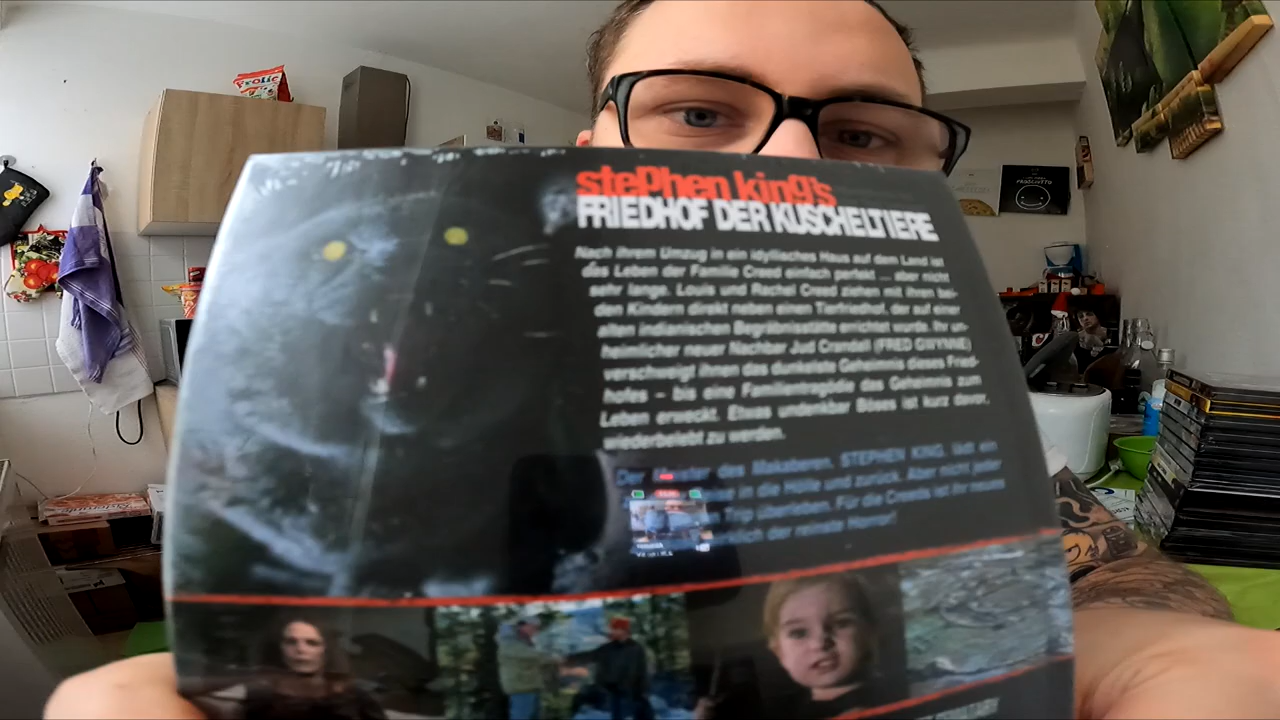 Frolic
stephen king's
FRIEDHOF DER KUSCHELTIERE
Nach ihrem Umzug in ein idyllisches Haus auf dem Land ist
das Leben der Familie Creed einfach perfekt ... aber nicht
sehr lange. Louis und Rachel Creed ziehen mit ihren bei-
den Kindern direkt neben einen Tierfriedhof, der auf einer
alten indianischen Begräbnisstätte errichtet wurde. Ihr un-
heimlicher neuer Nachbar Jud Crandall (FRED GWYNNE)
verschweigt ihnen das dunkelste Geheimnis dieses Fried-
hofes – bis eine Familientragödie das Geheimnis zum
Leben erweckt. Etwas undenkbar Böses ist kurz davor,
wiederbelebt zu werden.
Der Meister des Makaberen, STEPHEN KING, lädt ein
in die Hölle und zurück. Aber nicht jeder
überleben. Für die Creeds ist ihr neues
der reinste Horror!